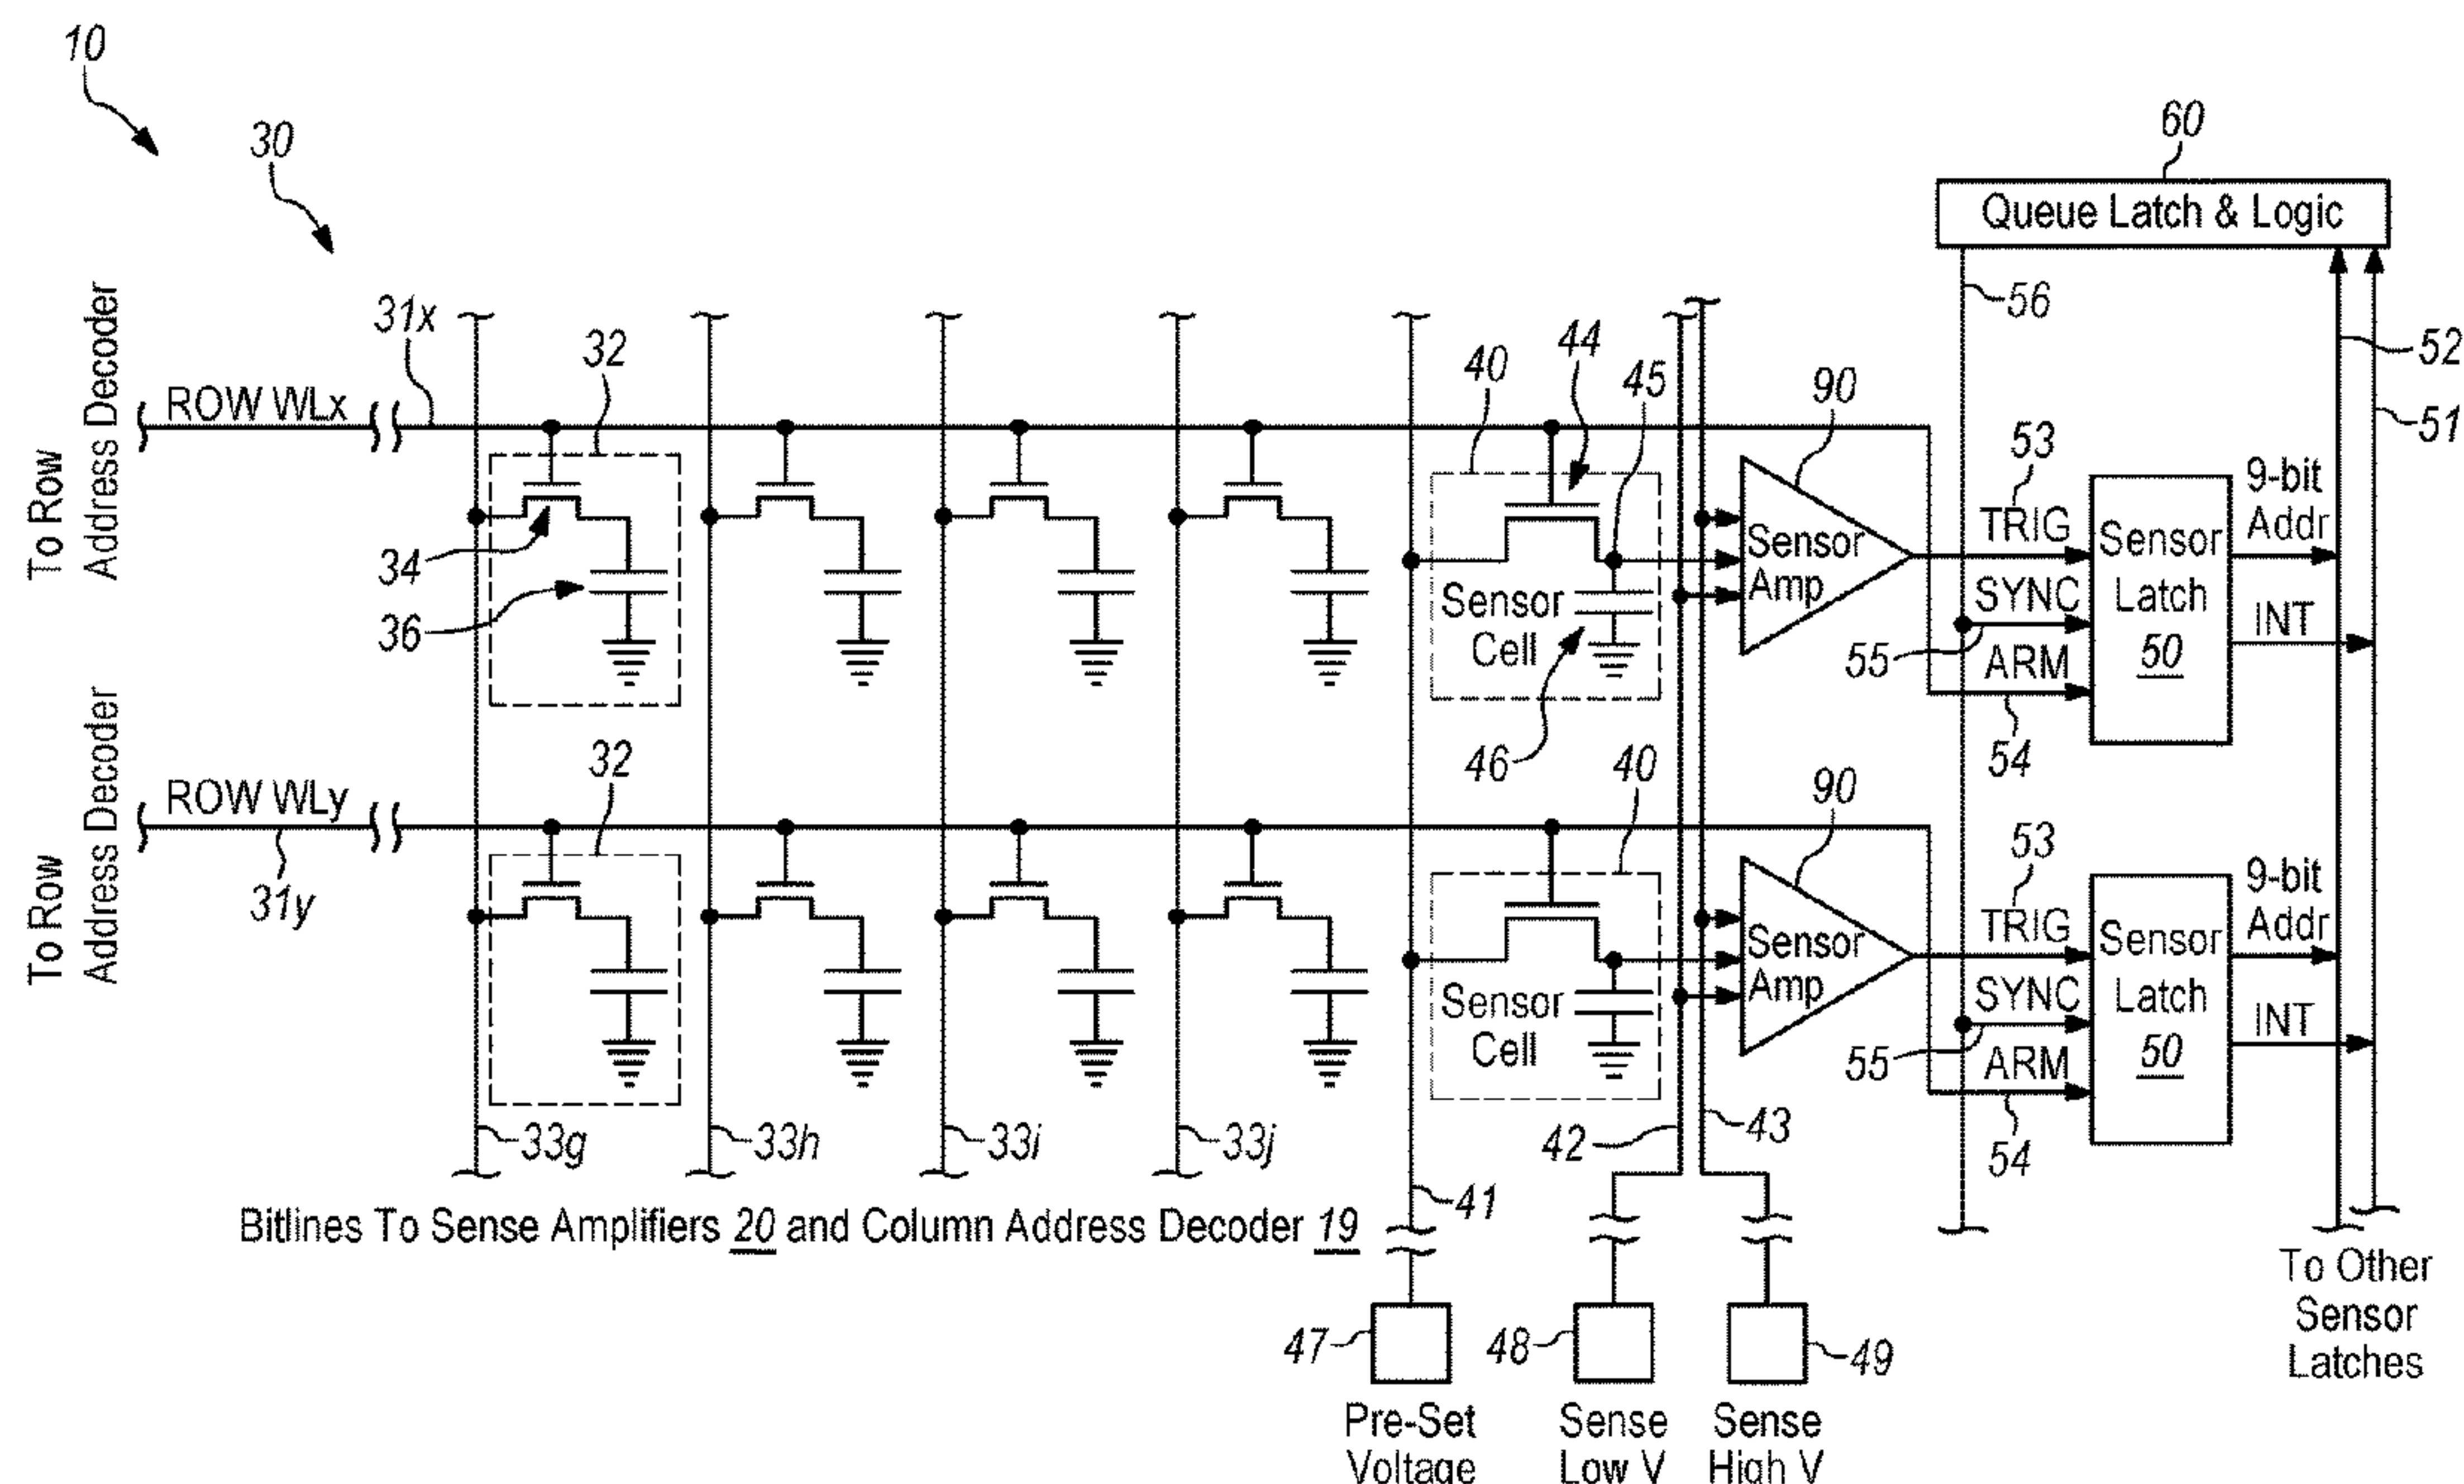 10
30
60
Queue Latch & Logic
56
52
51
To Row
Address Decoder
ROW WLx
31x
32
34
36
40
44
45
46
Sensor
Cell
90
Sensor
Amp
53
TRIG
SYNC
55
ARM
54
Sensor
Latch
50
9-bit
Addr
INT
To Row
Address Decoder
ROW WLy
31y
32
40
Sensor
Cell
90
Sensor
Amp
53
TRIG
SYNC
55
ARM
54
Sensor
Latch
50
9-bit
Addr
INT
33g
33h
33i
33j
42
43
41
Bitlines To Sense Amplifiers 20 and Column Address Decoder 19
To Other
Sensor
Latches
47
48
49
Pre-Set
Voltage
Sense
Low V
Sense
High V